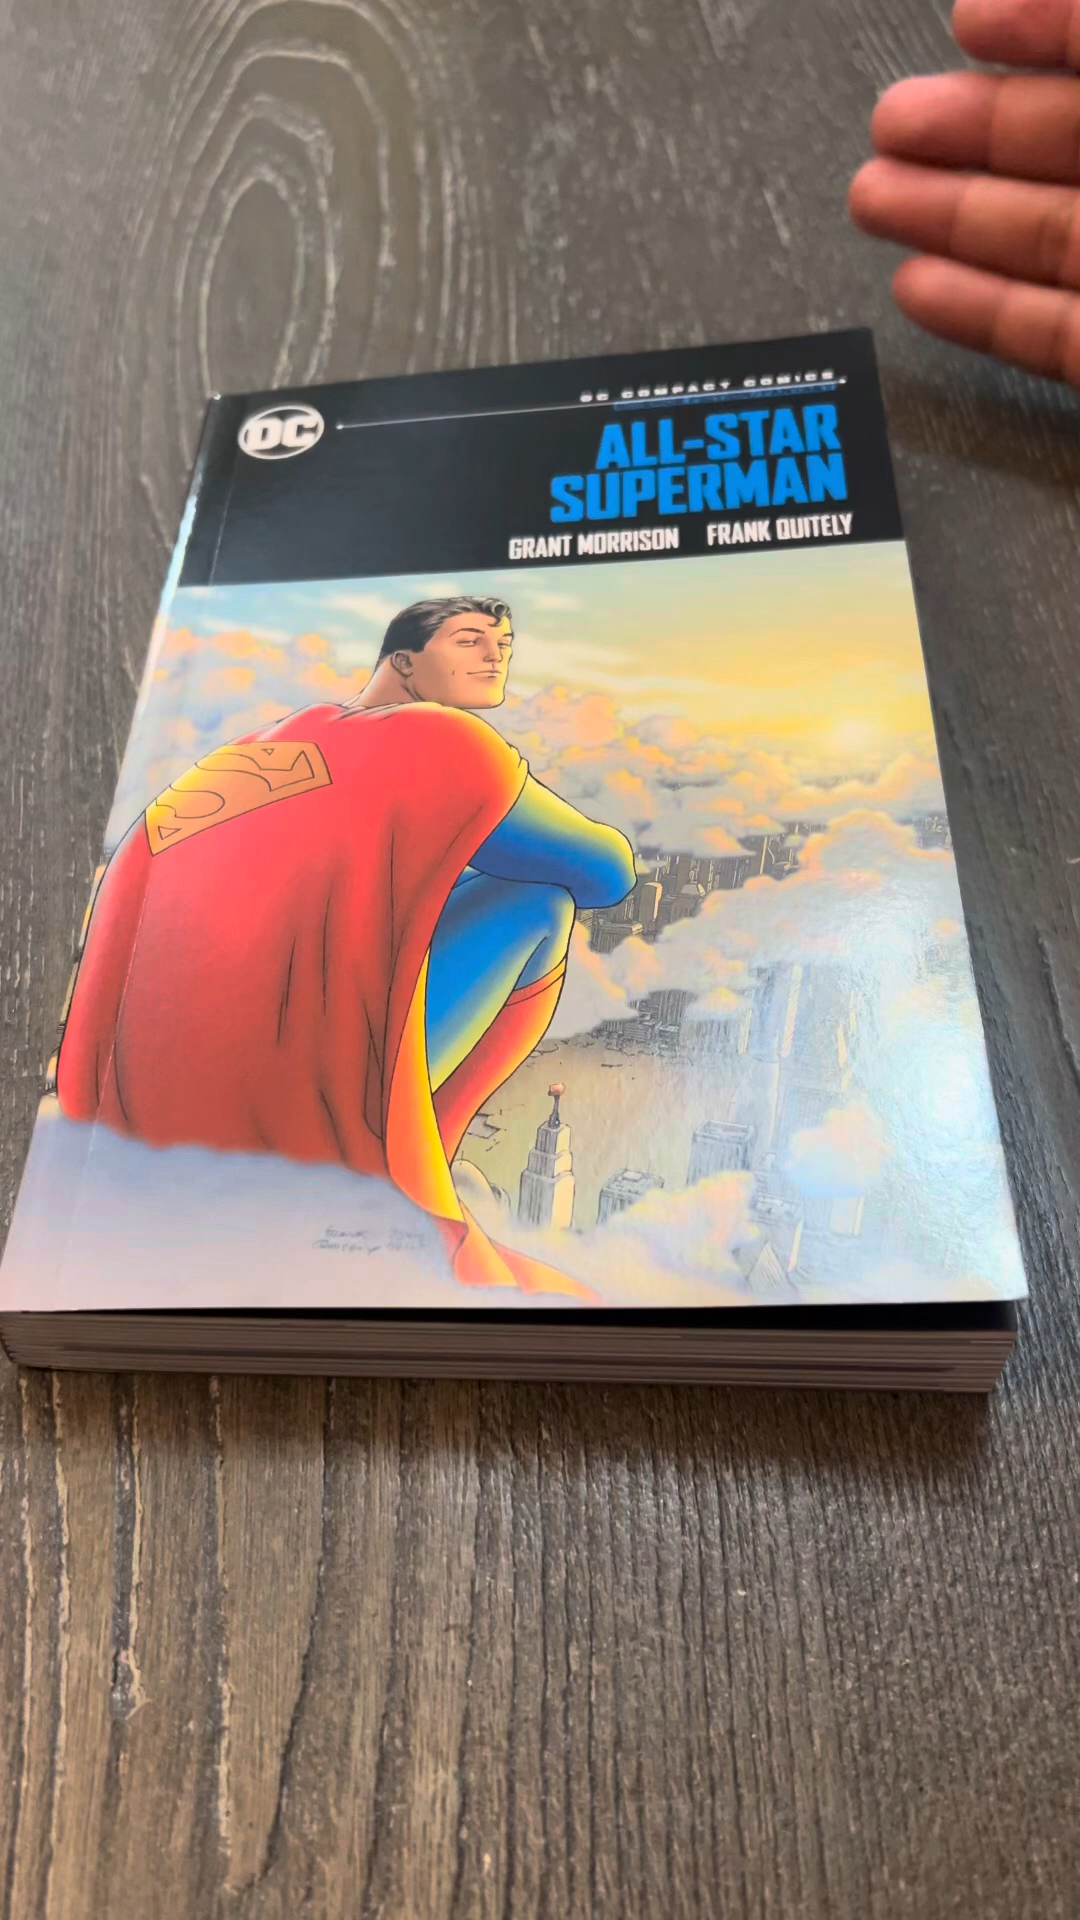 DC COMPACT COMICS
DC
ALL-STAR
SUPERMAN
GRANT MORRISON FRANK QUITELY